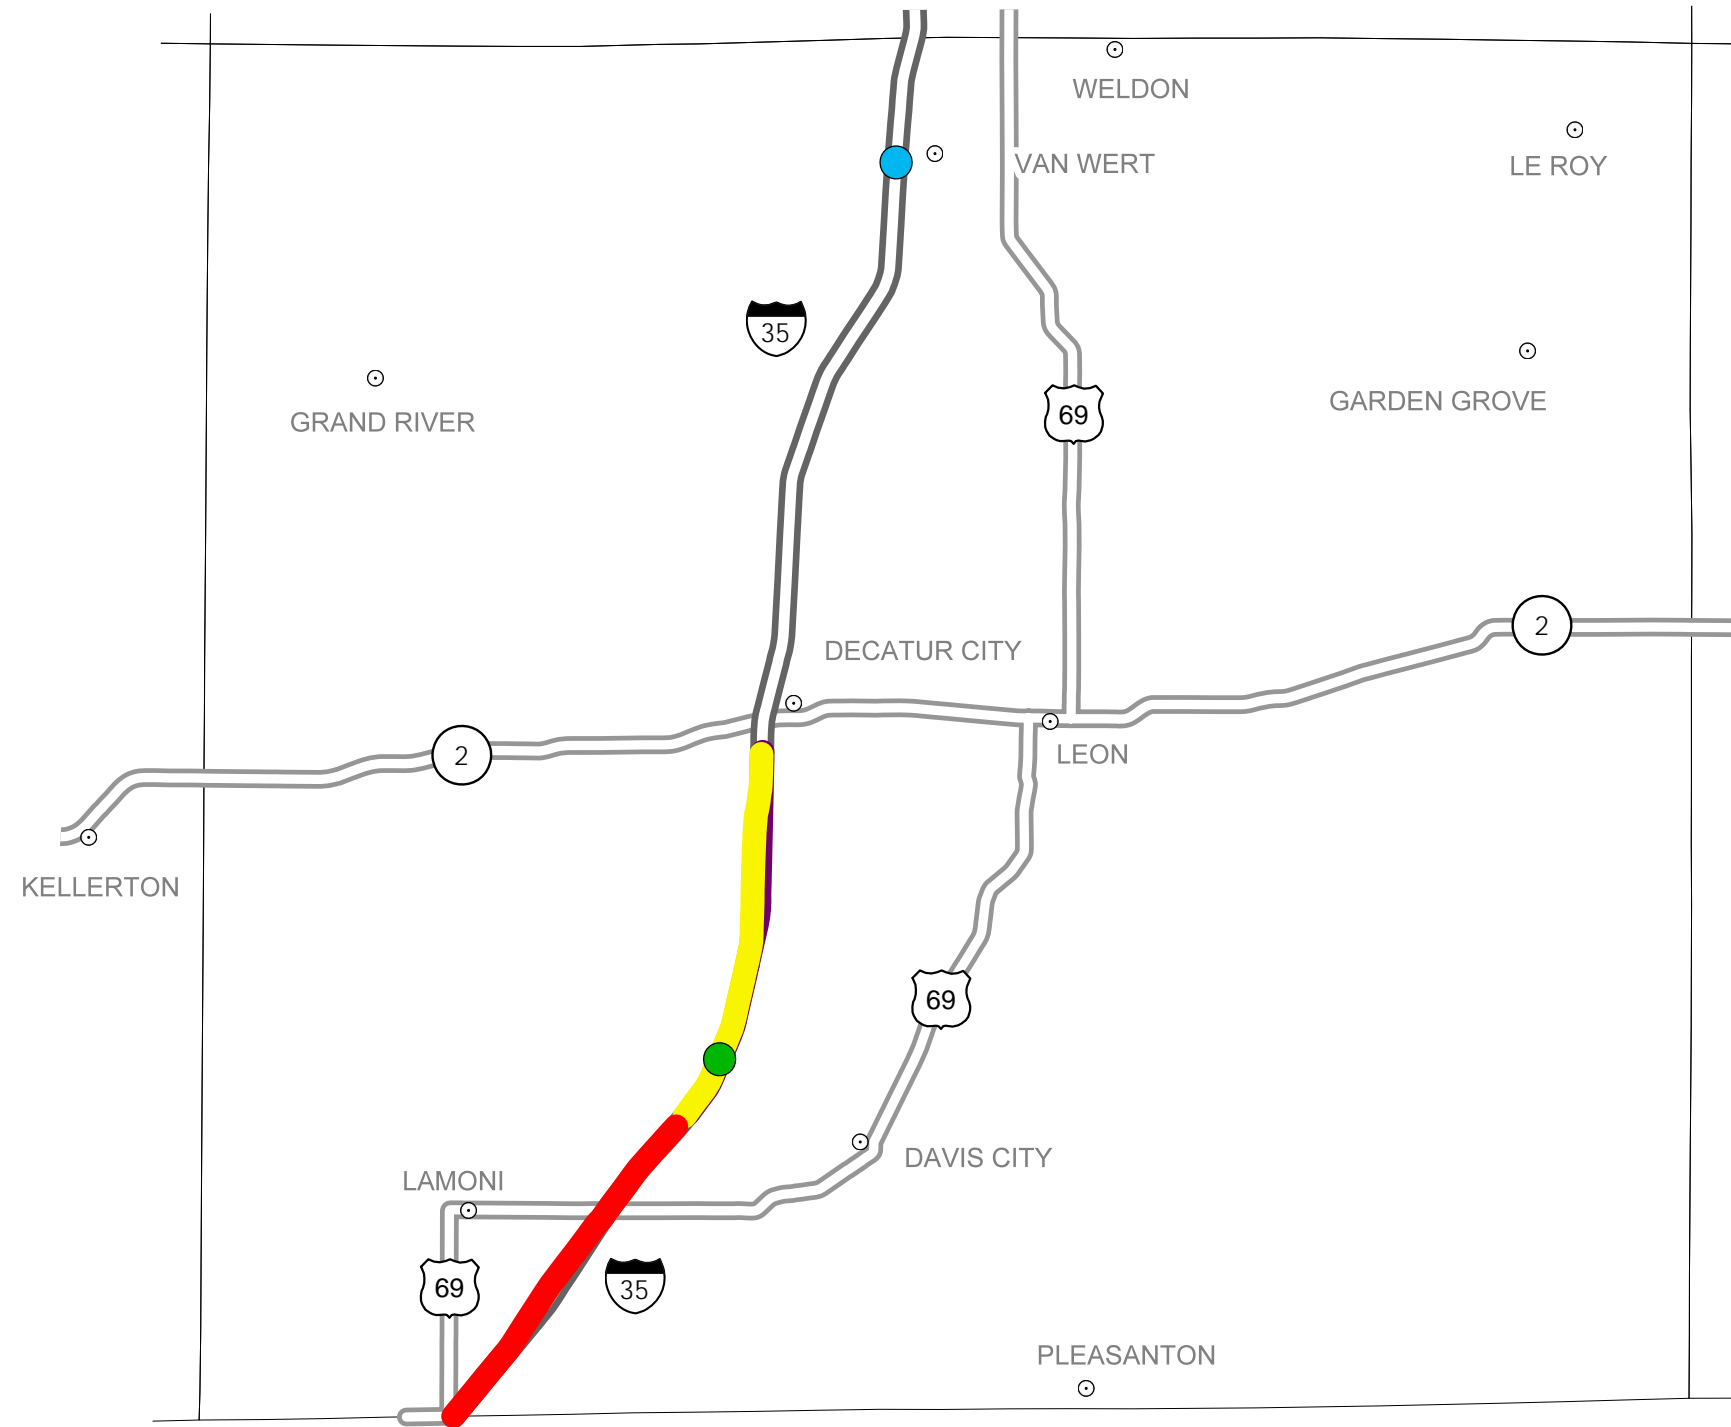 WELDON
VAN WERT
LE ROY
35
GRAND RIVER
69
GARDEN GROVE
2
DECATUR CITY
2
LEON
KELLERTON
69
DAVIS CITY
LAMONI
69
35
PLEASANTON